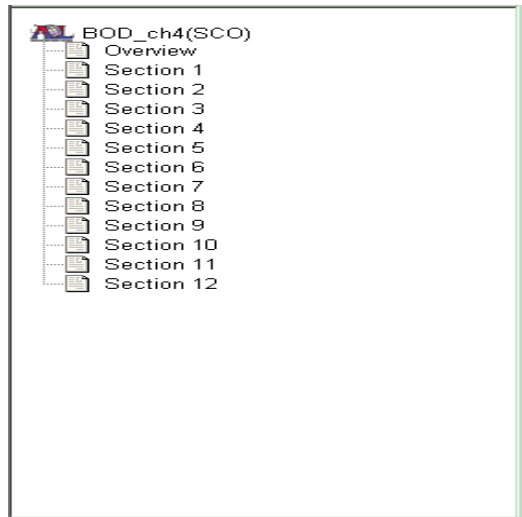 ADL BOD_ch4(SCO)
Overview
Section 1
Section 2
Section 3
Section 4
Section 5
Section 6
Section 7
Section 8
Section 9
Section 10
Section 11
Section 12